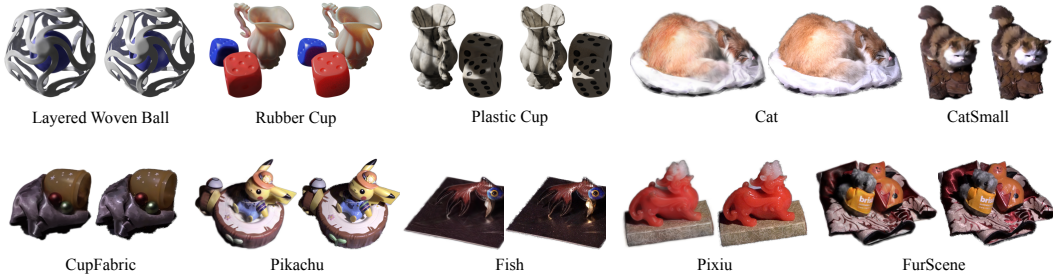 Layered Woven Ball
Rubber Cup
Plastic Cup
Cat
CatSmall
CupFabric
Pikachu
Fish
Pixiu
FurScene